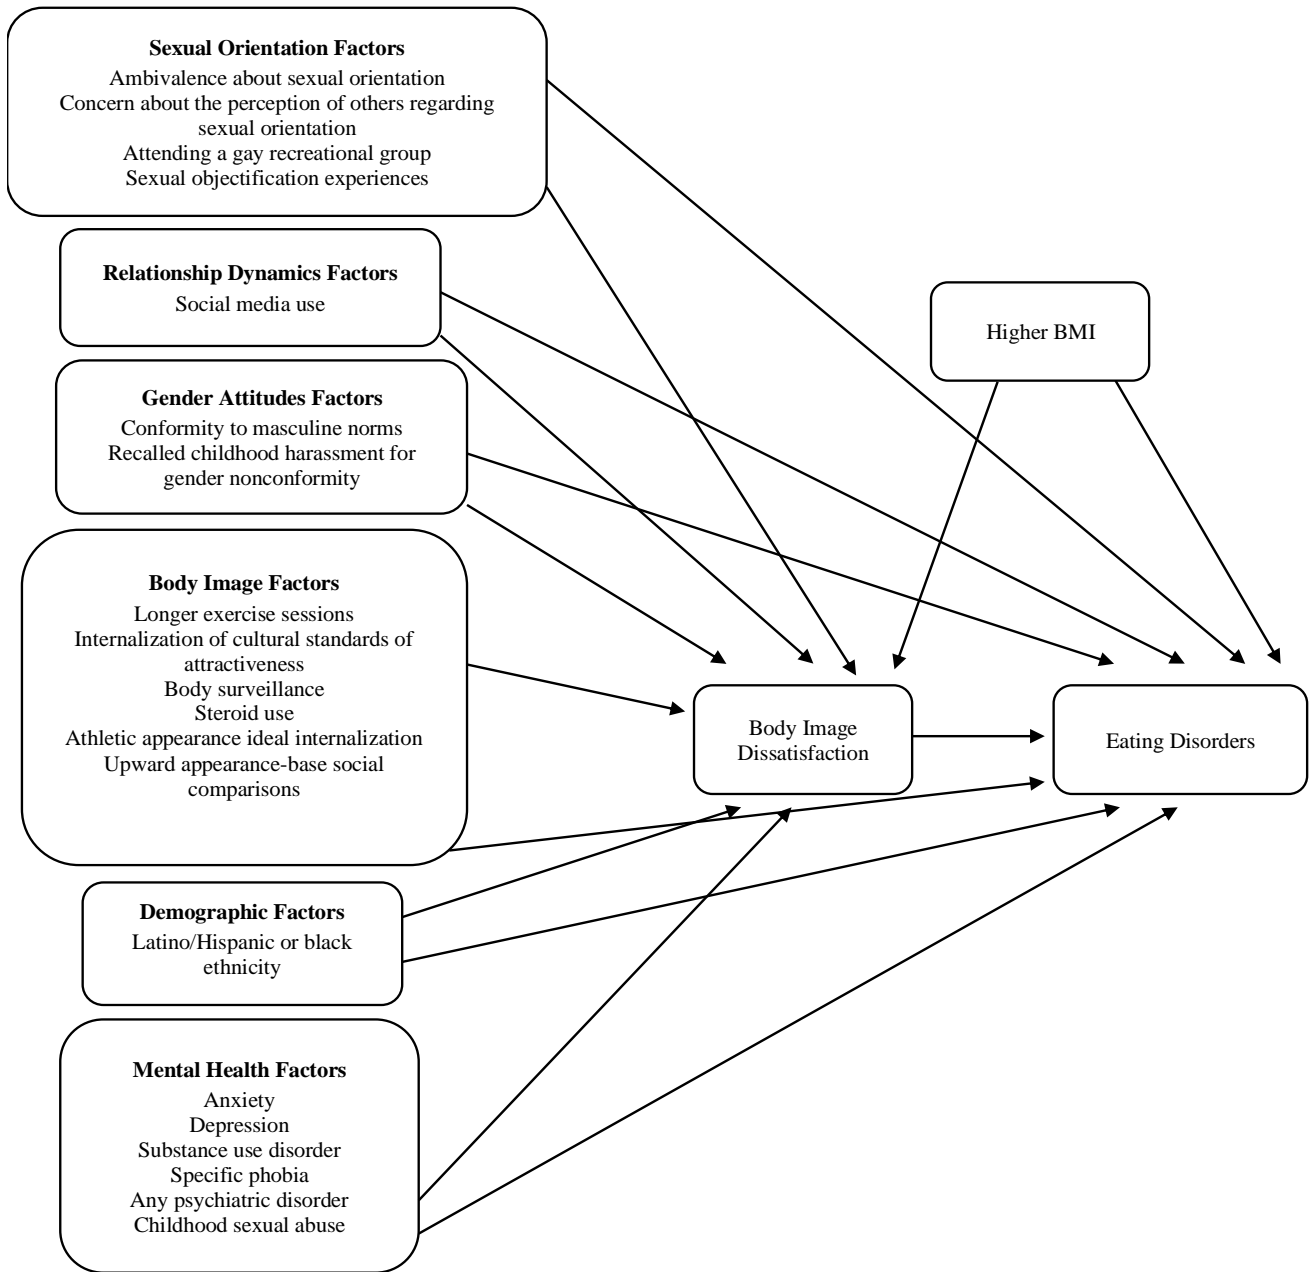 Sexual Orientation Factors
Ambivalence about sexual orientation
Concern about the perception of others regarding
sexual orientation
Attending a gay recreational group
Sexual objectification experiences
Relationship Dynamics Factors
Social media use
Higher BMI
Gender Attitudes Factors
Conformity to masculine norms
Recalled childhood harassment for
gender nonconformity
Body Image Factors
Longer exercise sessions
Internalization of cultural standards of
attractiveness
Body surveillance
Steroid use
Athletic appearance ideal internalization
Upward appearance-base social
comparisons
Body Image
Dissatisfaction
Eating Disorders
Demographic Factors
Latino/Hispanic or black
ethnicity
Mental Health Factors
Anxiety
Depression
Substance use disorder
Specific phobia
Any psychiatric disorder
Childhood sexual abuse